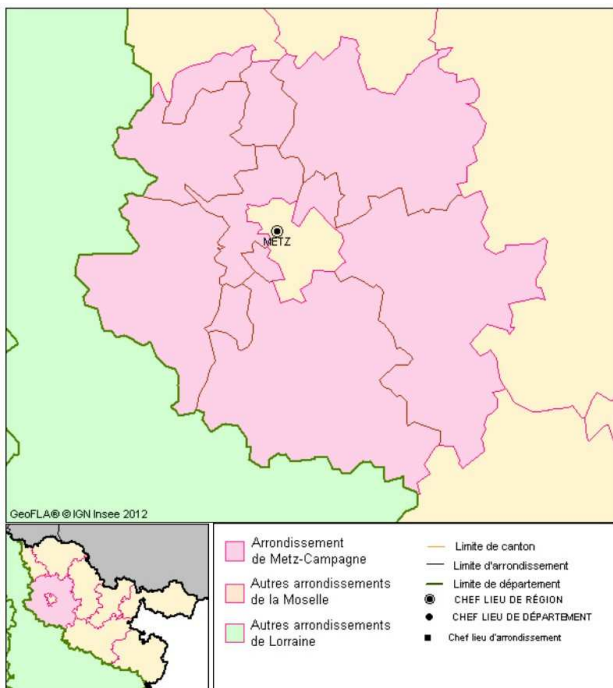 METZ
GeoFLA® © IGN Insee 2012
Arrondissement
de Metz-Campagne
Autres arrondissements
de la Moselle
Autres arrondissements
de Lorraine
Limite de canton
Limite d'arrondissement
Limite de département
CHEF LIEU DE RÉGION
CHEF LIEU DE DÉPARTEMENT
Chef lieu d'arrondissement